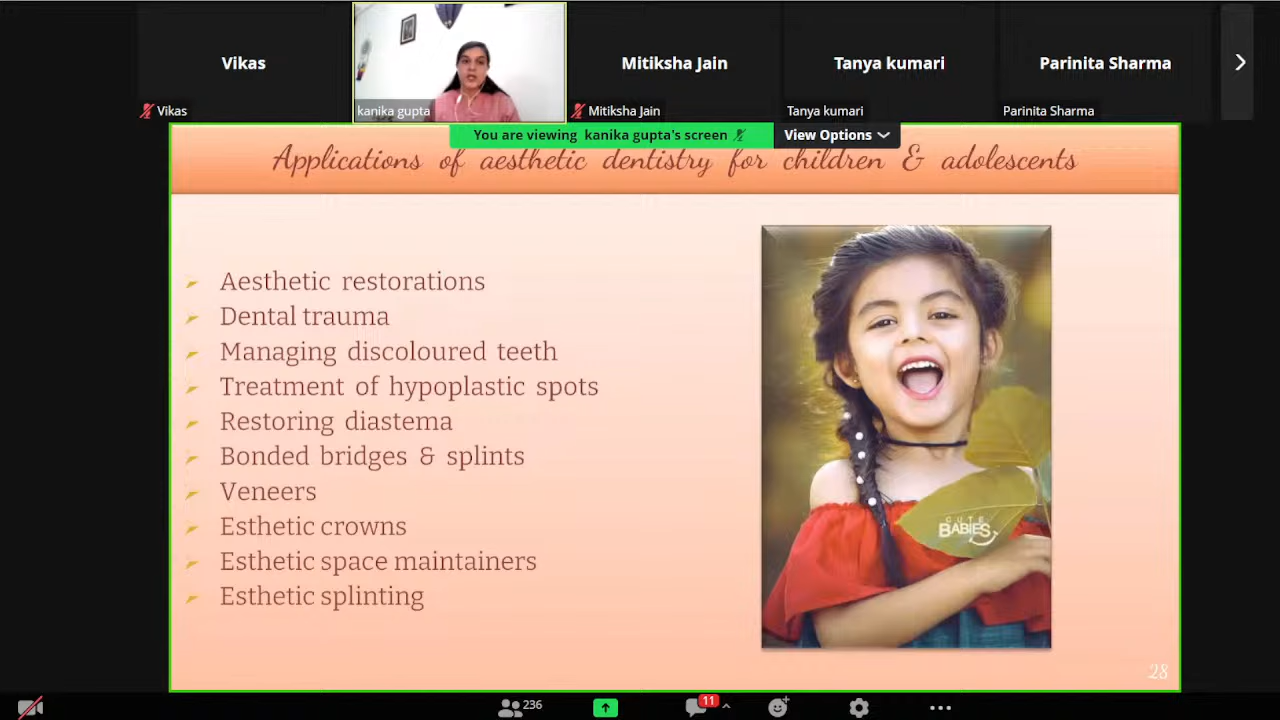 Vikas
Mitiksha Jain
Tanya kumari
Parinita Sharma
Vikas
kanika gupta
Mitiksha Jain
Tanya kumari
Parinita Sharma
You are viewing kanika gupta's screen
View Options
Applications of aesthetic dentistry for children & adolescents
Aesthetic restorations
Dental trauma
Managing discoloured teeth
Treatment of hypoplastic spots
Restoring diastema
Bonded bridges & splints
Veneers
Esthetic crowns
Esthetic space maintainers
Esthetic splinting
CUTE
BABIES
28
236
11